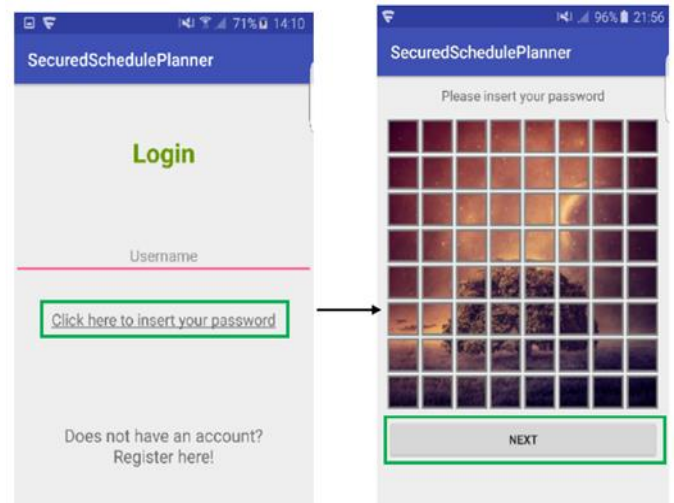 71% 14:10
SecuredSchedulePlanner
Login
Username
Click here to insert your password
Does not have an account?
Register here!
96% 21:56
SecuredSchedulePlanner
Please insert your password
NEXT